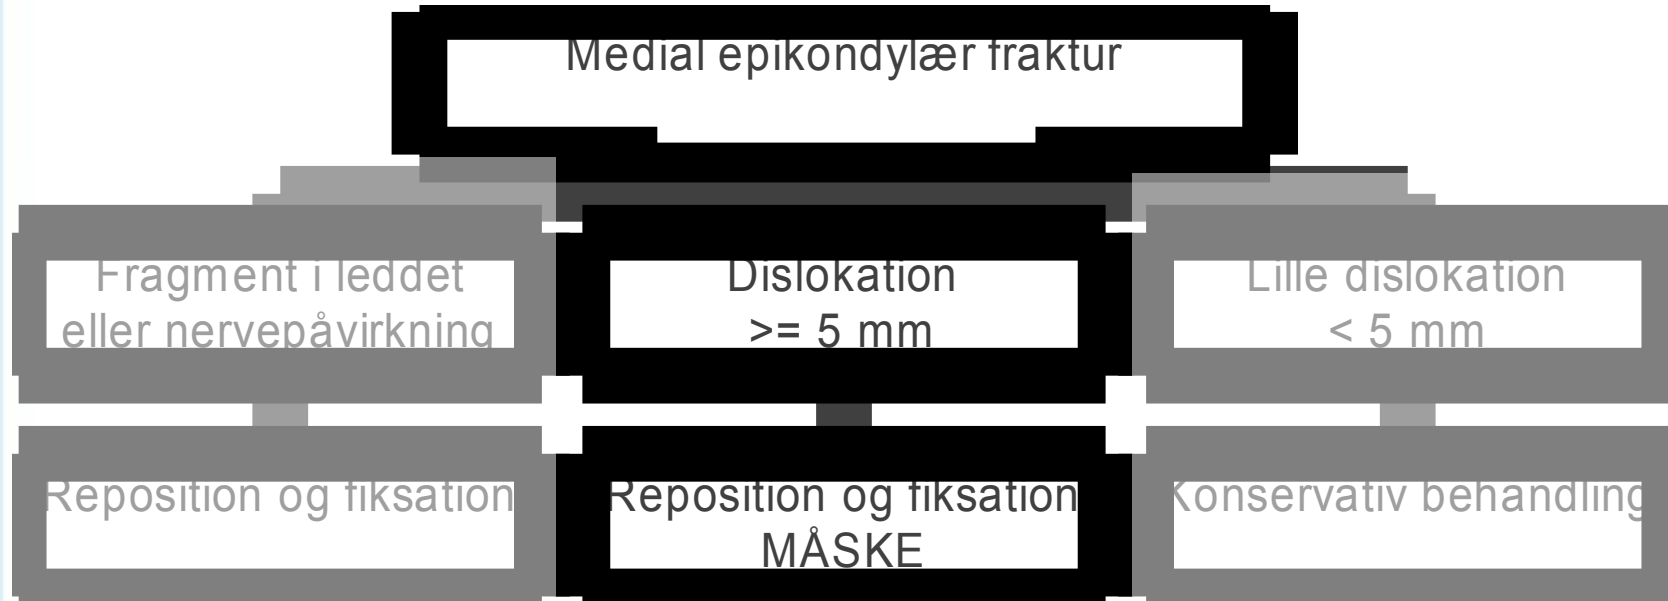 Medial epikondylær fraktur
Fragment i leddet
eller nervepåvirkning
Dislokation
>= 5 mm
Lille dislokation
< 5 mm
Reposition og fiksation
Reposition og fiksation
MÅSKE
Konservativ behandling